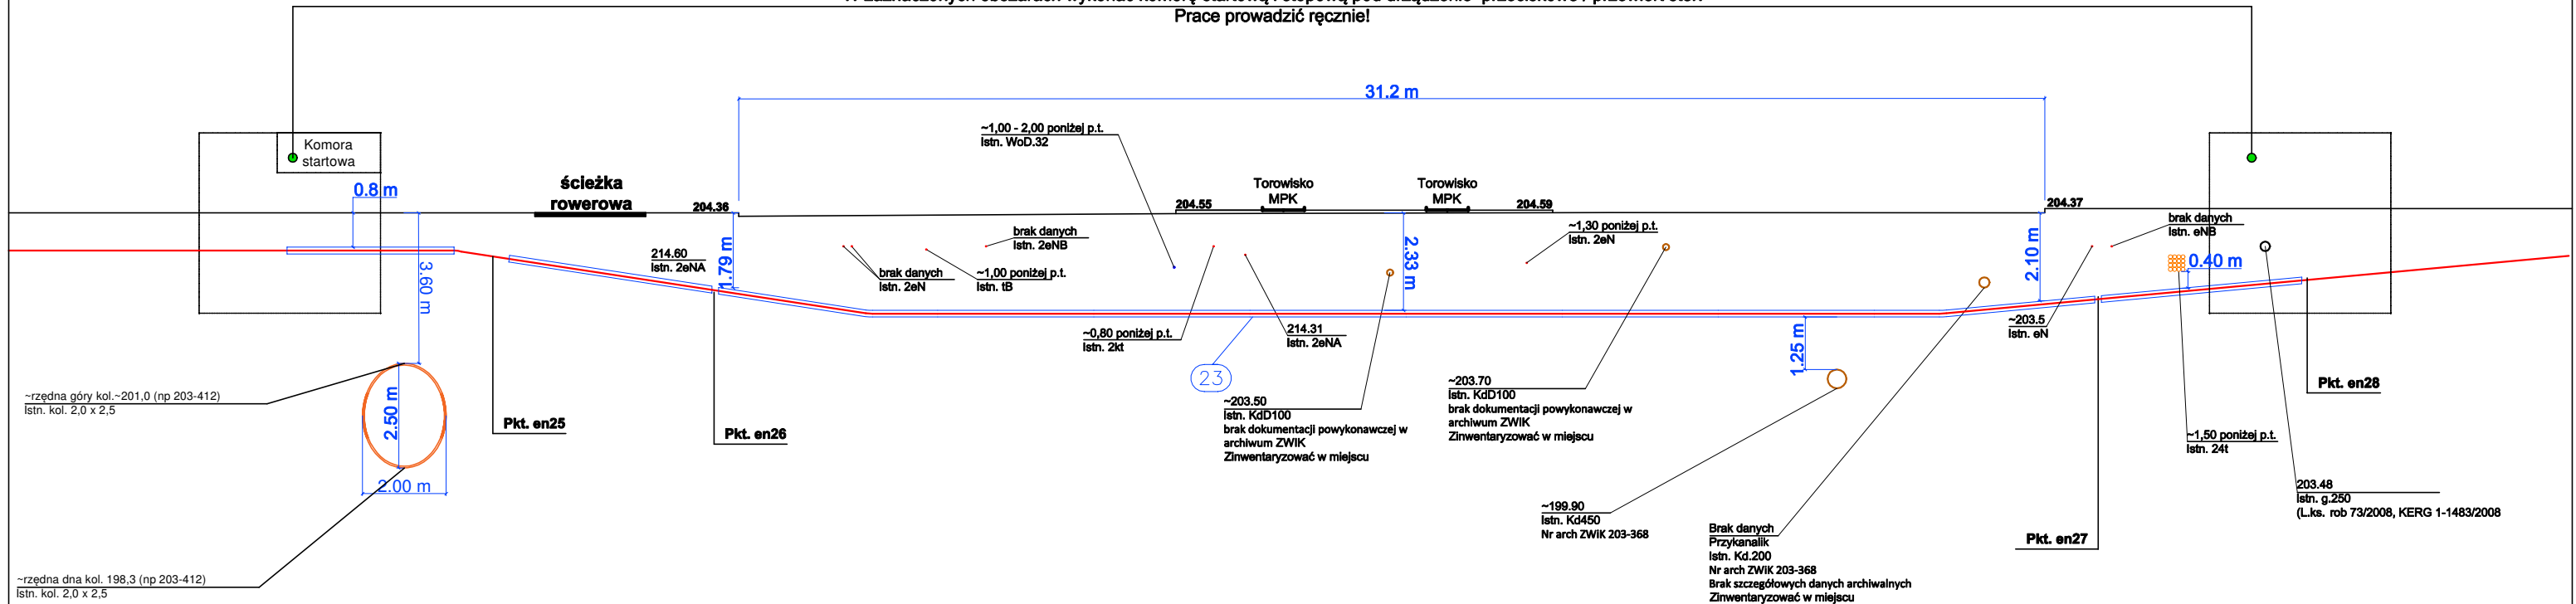 Prace prowadzić ręcznie!
31.2 m
Komora
startowa
0.8 m
ścieżka
rowerowa
204.36
~1,00 - 2,00 poniżej p.t.
Istn. WoD.32
204.55
Torowisko
MPK
Torowisko
MPK
204.59
204.37
3.60 m
214.60
Istn. 2eNA
1.79 m
brak danych
Istn. 2eN
~1,00 poniżej p.t.
Istn. tB
brak danych
Istn. 2eNB
2.33 m
~1,30 poniżej p.t.
Istn. 2eN
2.10 m
brak danych
Istn. eNB
0.40 m
~0,80 poniżej p.t.
Istn. 2kt
214.31
Istn. 2eNA
23
1.25 m
~203.5
Istn. eN
~rzędna góry kol.~201,0 (np 203-412)
Istn. kol. 2,0 x 2,5
2.50 m
2.00 m
Pkt. en25
Pkt. en26
~203.50
Istn. KdD100
brak dokumentacji powykonawczej w
archiwum ZWIK
Zinwentaryzować w miejscu
~203.70
Istn. KdD100
brak dokumentacji powykonawczej w
archiwum ZWIK
Zinwentaryzować w miejscu
Pkt. en28
~1,50 poniżej p.t.
Istn. 24t
203.48
Istn. g.250
(L.ks. rob 73/2008, KERG 1-1483/2008
~199.90
Istn. Kd450
Nr arch ZWiK 203-368
Brak danych
Przykanalik
Istn. Kd.200
Nr arch ZWiK 203-368
Brak szczegółowych danych archiwalnych
Zinwentaryzować w miejscu
Pkt. en27
~rzędna dna kol. 198,3 (np 203-412)
Istn. kol. 2,0 x 2,5